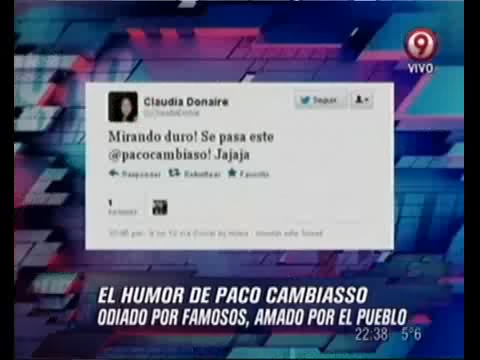 9
VIVO
Claudia Donaire
Seguir
Mirando duro! Se pasa este
@pacocambiaso! Jajaja
Responder Retwittear Favorito
1
EL HUMOR DE PACO CAMBIASSO
ODIADO POR FAMOSOS, AMADO POR EL PUEBLO
22:38 5°6